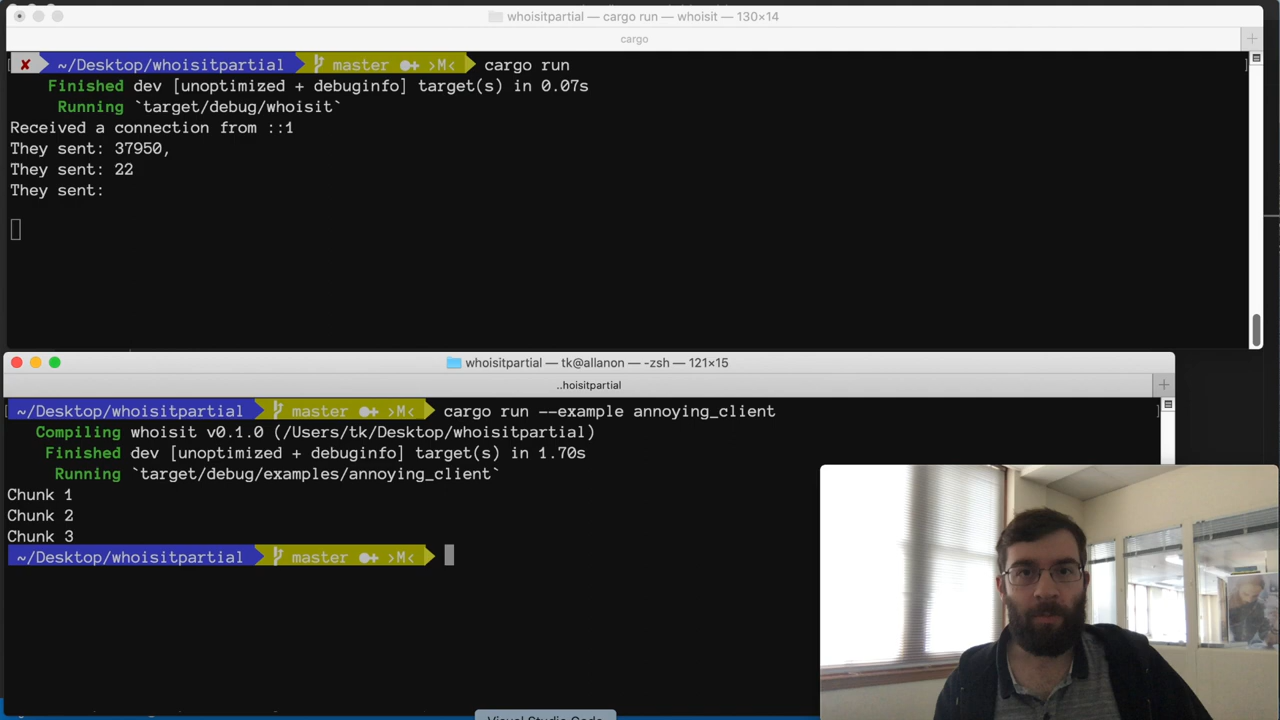 whoisitpartial — cargo run — whoisit — 130×14
cargo
✘ ~/Desktop/whoisitpartial master ●+ >M< cargo run
Finished dev [unoptimized + debuginfo] target(s) in 0.07s
Running `target/debug/whoisit`
Received a connection from ::1
They sent: 37950,
They sent: 22
They sent:
whoisitpartial — tk@allanon — -zsh — 121×15
..hoisitpartial
~/Desktop/whoisitpartial master ●+ >M< cargo run --example annoying_client
Compiling whoisit v0.1.0 (/Users/tk/Desktop/whoisitpartial)
Finished dev [unoptimized + debuginfo] target(s) in 1.70s
Running `target/debug/examples/annoying_client`
Chunk 1
Chunk 2
Chunk 3
~/Desktop/whoisitpartial master ●+ >M<
Visual Studio Code